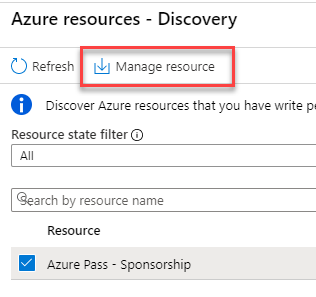 Azure resources - Discovery
Refresh
Manage resource
Discover Azure resources that you have write pe
Resource state filter
All
Search by resource name
Resource
Azure Pass - Sponsorship